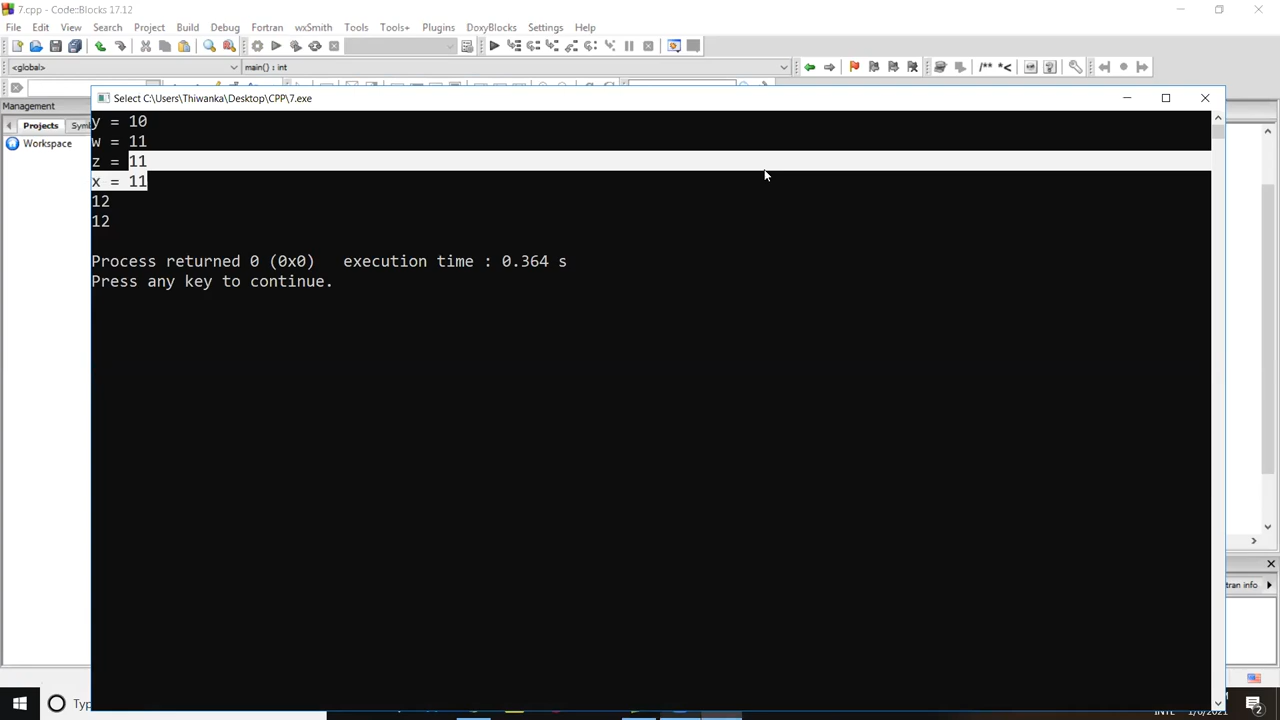 7.cpp - Code::Blocks 17.12
File Edit View Search Project Build Debug Fortran wxSmith Tools Tools+ Plugins DoxyBlocks Settings Help
<global> main() : int /** *<
Management
Select C:\Users\Thiwanka\Desktop\CPP\7.exe
Projects
Workspace
y = 10
w = 11
z = 11
x = 11
12
12
Process returned 0 (0x0) execution time : 0.364 s
Press any key to continue.
tran info